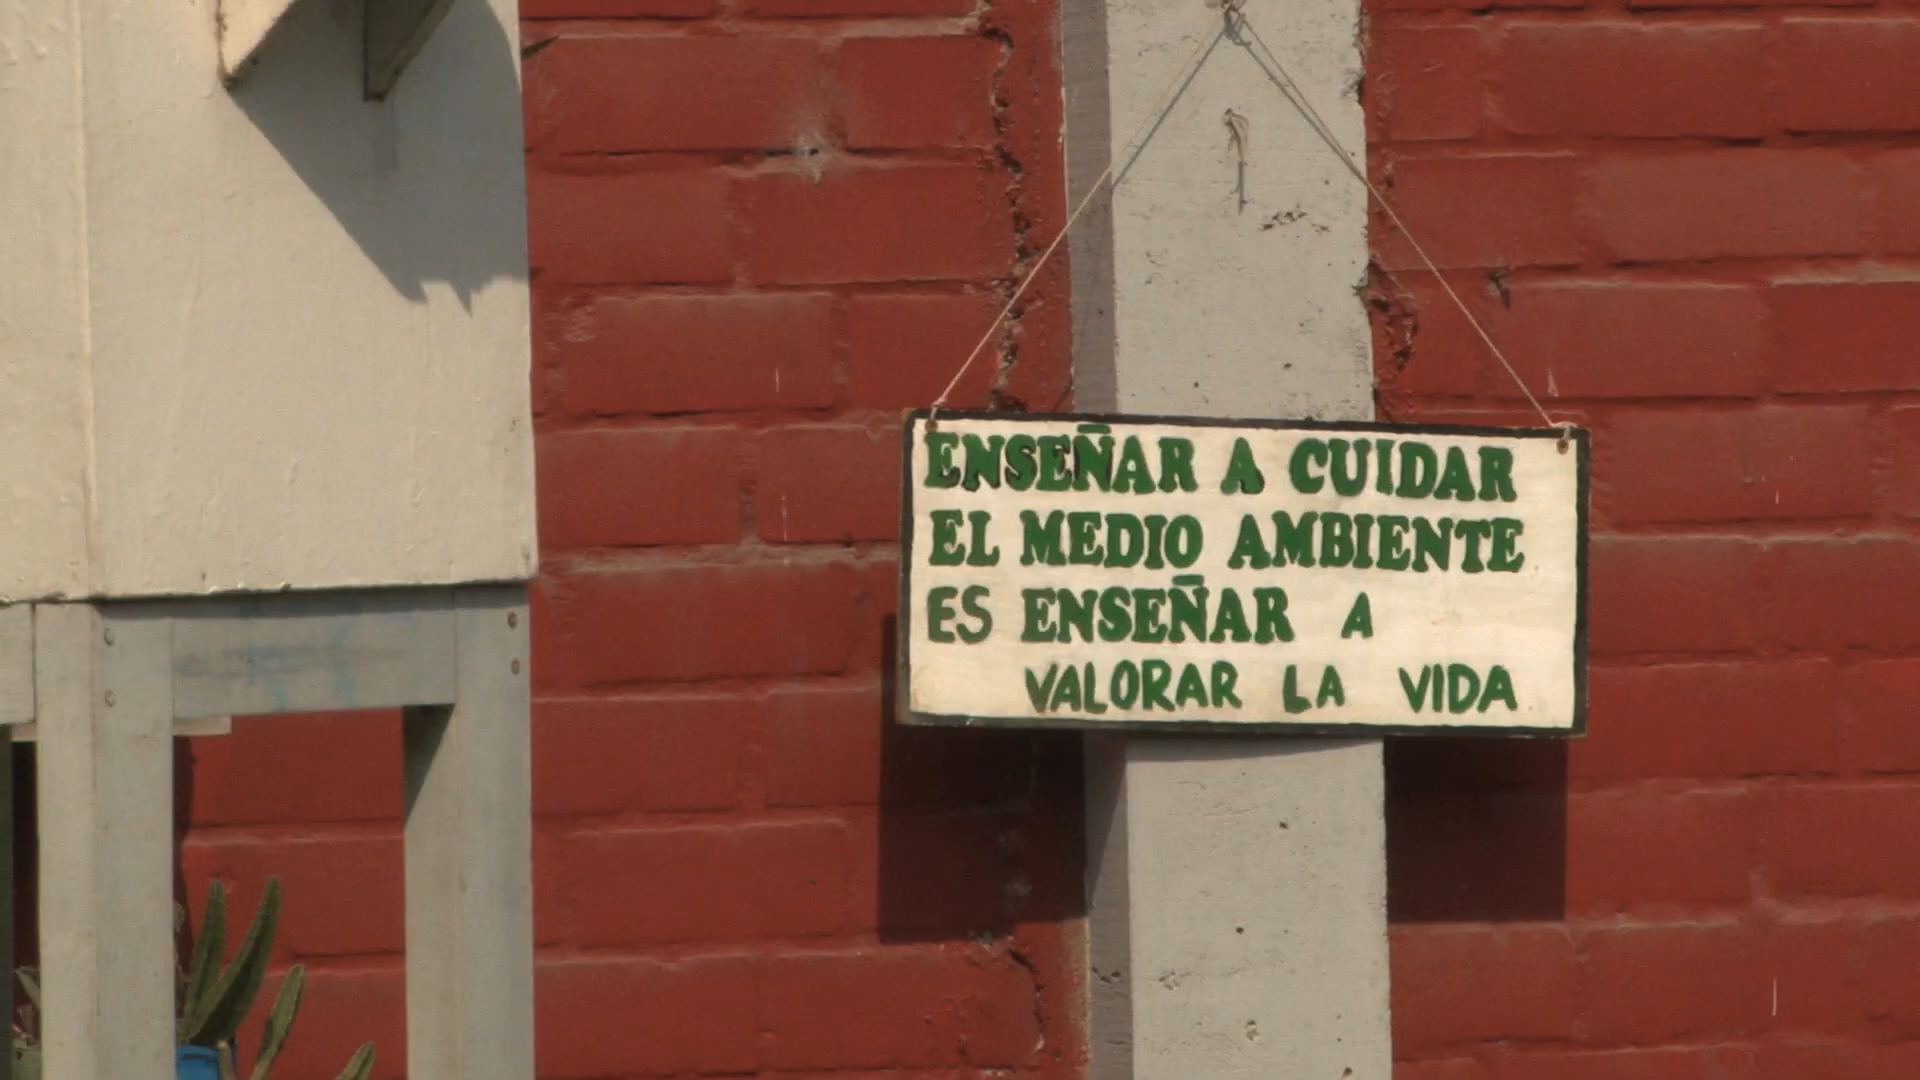 ENSEÑAR A CUIDAR
EL MEDIO AMBIENTE
ES ENSEÑAR A
VALORAR LA VIDA